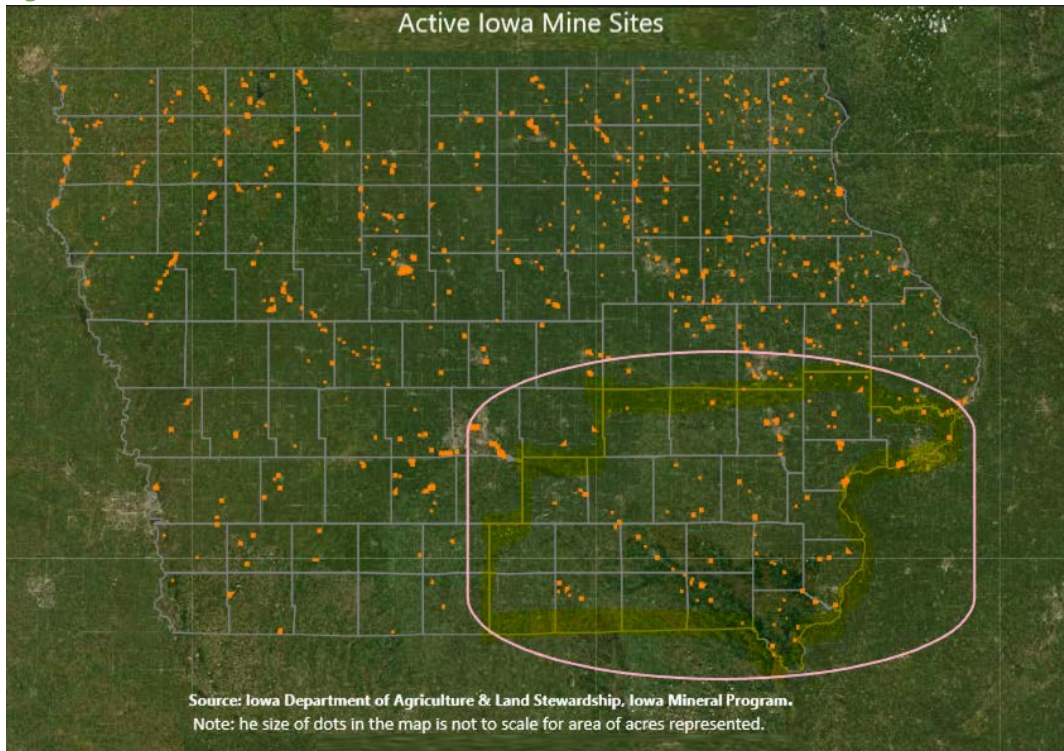 Active Iowa Mine Sites
Source: Iowa Department of Agriculture & Land Stewardship, Iowa Mineral Program.
Note: he size of dots in the map is not to scale for area of acres represented.